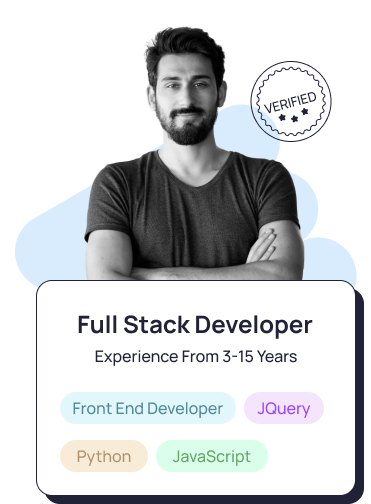 VERIFIED
Full Stack Developer
Experience From 3-15 Years
Front End Developer JQuery
Python JavaScript